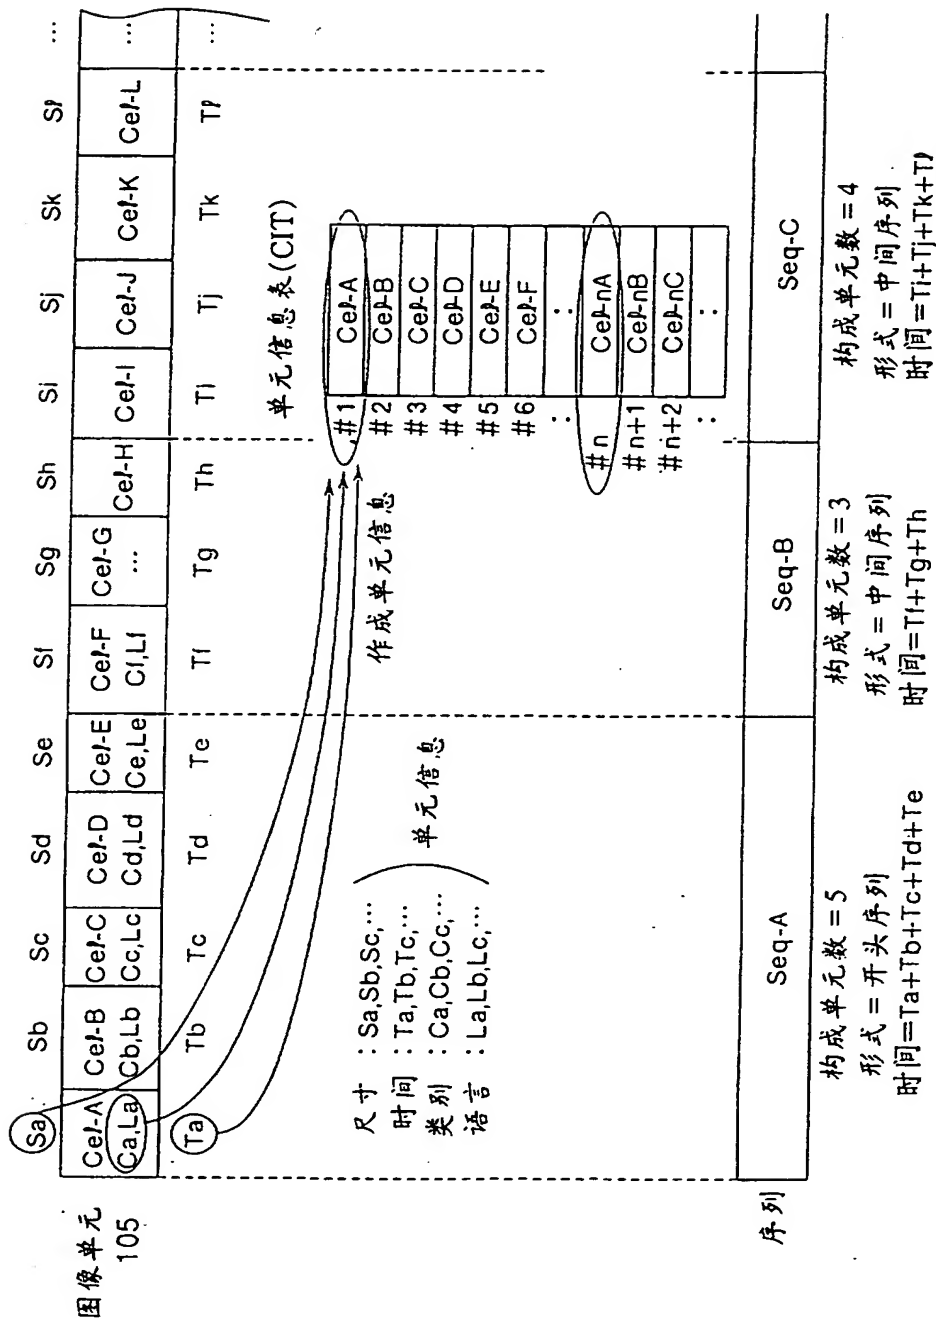 Sa Sb Sc Sd Se Sf Sg Sh Si Sj Sk Sl ...
图像单元 105
Cel-A Cel-B Cel-C Cel-D Cel-E Cel-F Cel-G Cel-H Cel-I Cel-J Cel-K Cel-L ...
Ca,La Cb,Lb Cc,Lc Cd,Ld Ce,Le Cf,Lf ...
Ta Tb Tc Td Te Tf Tg Th Ti Tj Tk Tl ...
单元信息表(CIT)
#1 Cel-A
#2 Cel-B
#3 Cel-C
#4 Cel-D
#5 Cel-E
#6 Cel-F
: :
#n Cel-nA
#n+1 Cel-nB
#n+2 Cel-nC
: :
作成单元信息
尺寸 : Sa,Sb,Sc,...
时间 : Ta,Tb,Tc,...
类别 : Ca,Cb,Cc,...
语言 : La,Lb,Lc,...
单元信息
序列 Seq-A Seq-B Seq-C
构成单元数=5
形式=开头序列
时间=Ta+Tb+Tc+Td+Te
构成单元数=3
形式=中间序列
时间=Tf+Tg+Th
构成单元数=4
形式=中间序列
时间=Ti+Tj+Tk+Tl